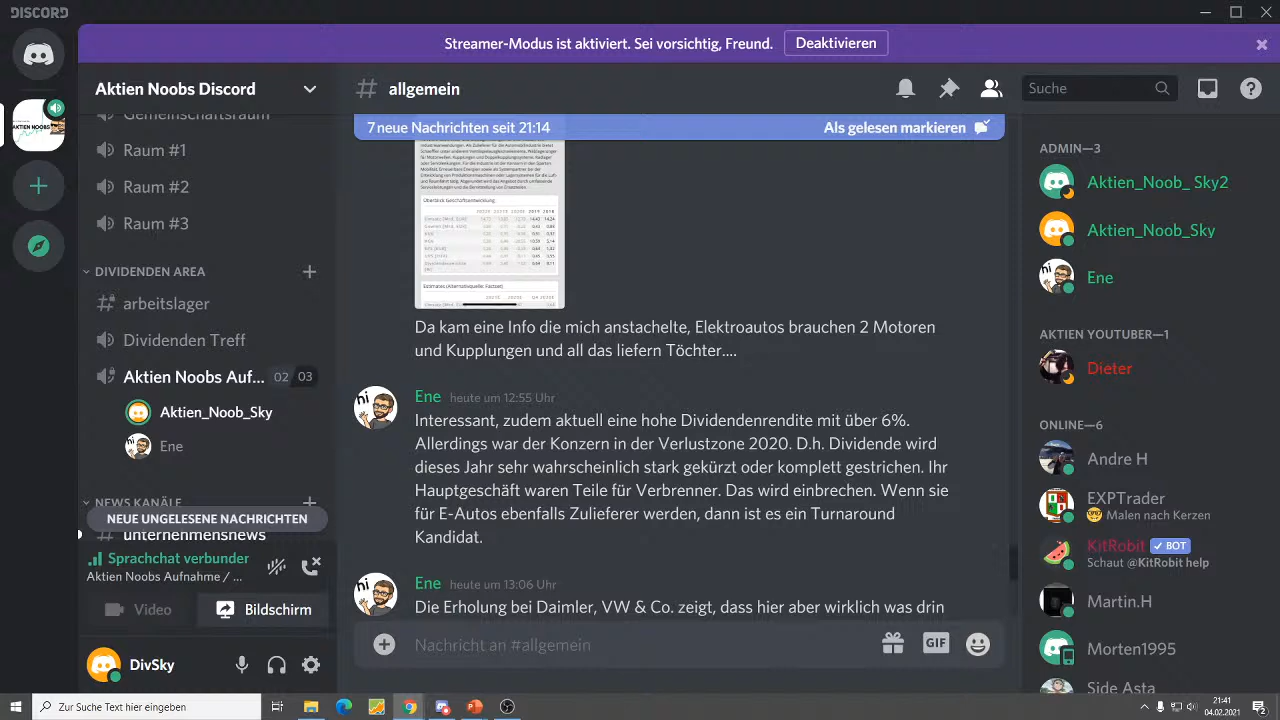 DISCORD
Streamer-Modus ist aktiviert. Sei vorsichtig, Freund.
Deaktivieren
Aktien Noobs Discord
allgemein
Suche
Gemeinschaftsraum
Raum #1
Raum #2
Raum #3
DIVIDENDEN AREA
arbeitslager
Dividenden Treff
Aktien Noobs Auf... 02 03
Aktien_Noob_Sky
Ene
NEWS KANÄLE
NEUE UNGELESENE NACHRICHTEN
unternehmensnews
Sprachchat verbunden
Aktien Noobs Aufnahme / ...
Video
Bildschirm
DivSky
7 neue Nachrichten seit 21:14
Als gelesen markieren
Überblick Geschäftsentwicklung
Da kam eine Info die mich anstachelte, Elektroautos brauchen 2 Motoren
und Kupplungen und all das liefern Töchter....
Ene heute um 12:55 Uhr
Interessant, zudem aktuell eine hohe Dividendenrendite mit über 6%.
Allerdings war der Konzern in der Verlustzone 2020. D.h. Dividende wird
dieses Jahr sehr wahrscheinlich stark gekürzt oder komplett gestrichen. Ihr
Hauptgeschäft waren Teile für Verbrenner. Das wird einbrechen. Wenn sie
für E-Autos ebenfalls Zulieferer werden, dann ist es ein Turnaround
Kandidat.
Ene heute um 13:06 Uhr
Die Erholung bei Daimler, VW & Co. zeigt, dass hier aber wirklich was drin
Nachricht an #allgemein
GIF
ADMIN—3
Aktien_Noob_Sky2
Aktien_Noob_Sky
Ene
AKTIEN YOUTUBER—1
Dieter
ONLINE—6
Andre H
EXPTrader
Malen nach Kerzen
KitRobit BOT
Schaut @KitRobit help
Martin.H
Morten1995
Side Asta
Zur Suche Text hier eingeben
21:41
04.02.2021